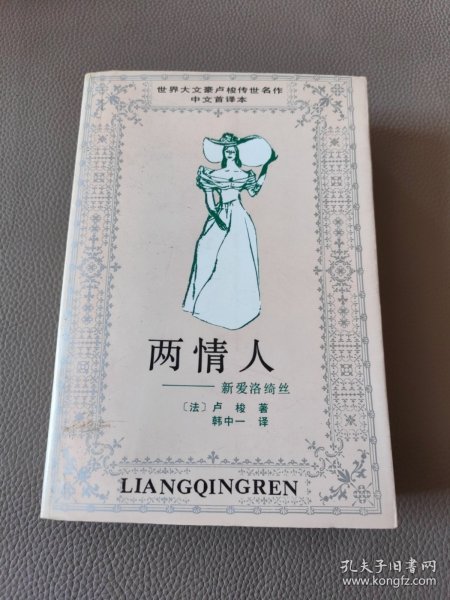 世界大文豪卢梭传世名作
中文首译本
两情人
——新爱洛绮丝
〔法〕卢 梭 著
韩中一 译
LIANGQINGREN
孔夫子旧书网
www.kongfz.com